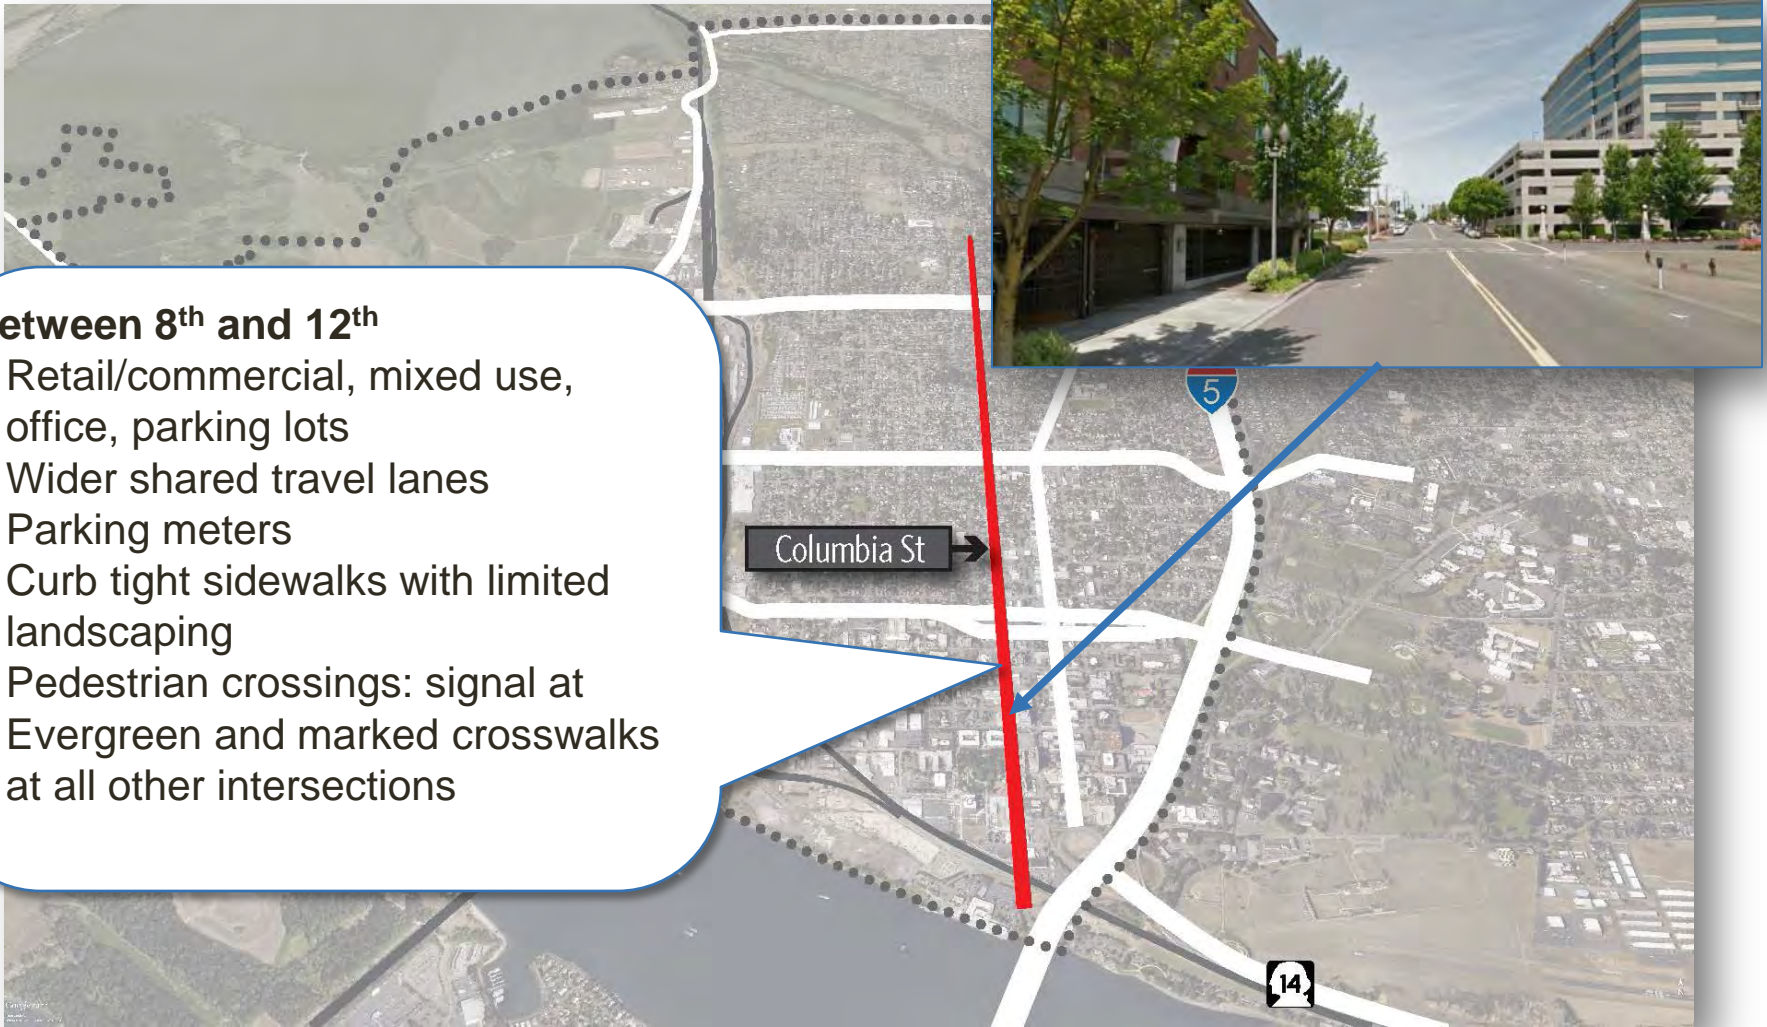 etween 8th and 12th
Retail/commercial, mixed use,
office, parking lots
Wider shared travel lanes
Parking meters
Curb tight sidewalks with limited
landscaping
Pedestrian crossings: signal at
Evergreen and marked crosswalks
at all other intersections
5
Columbia St
14